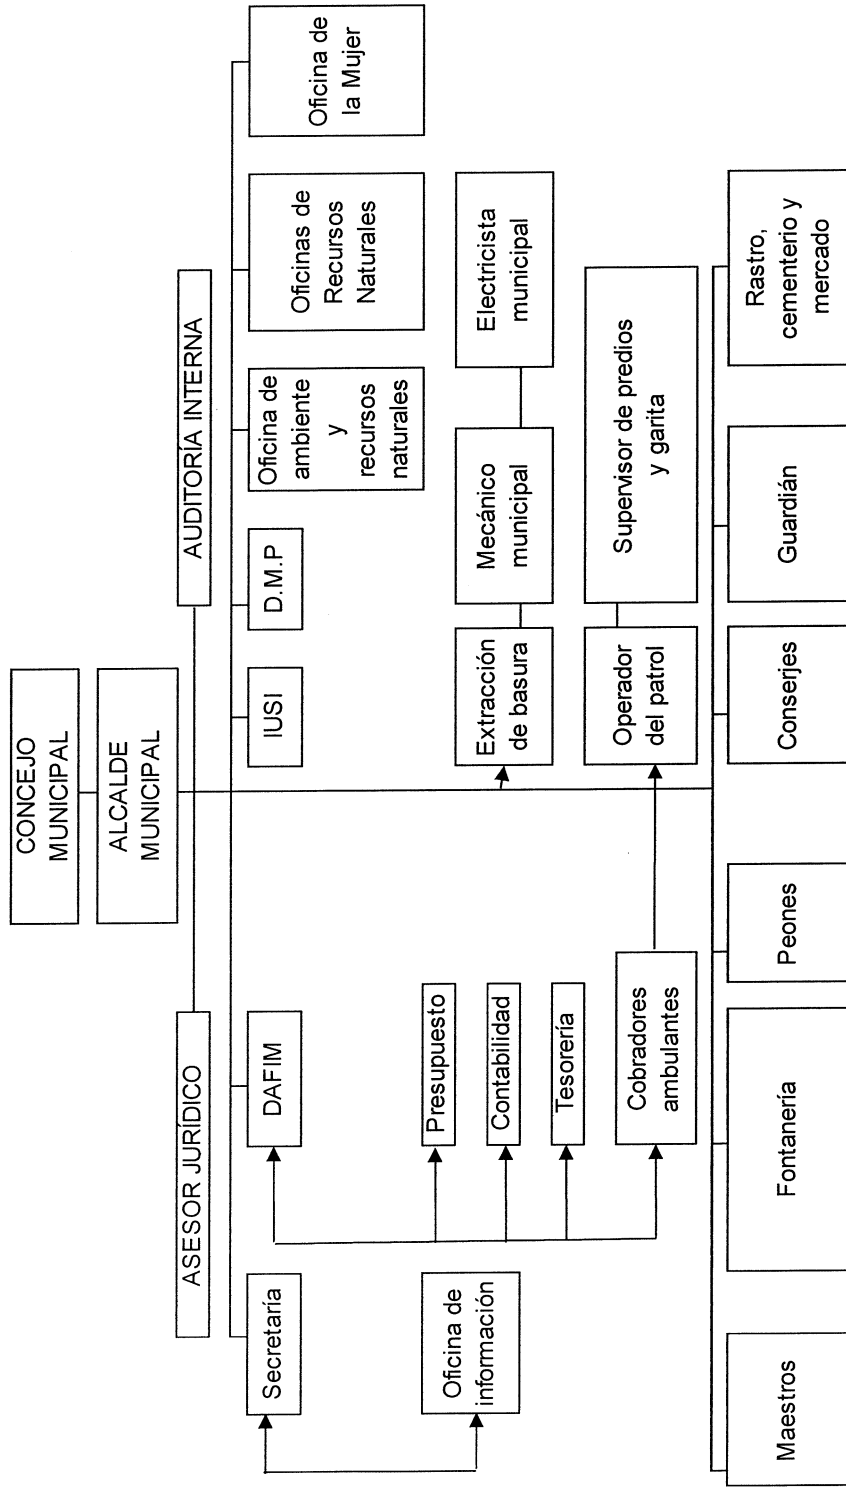 CONCEJO
MUNICIPAL
ALCALDE
MUNICIPAL
ASESOR JURÍDICO
AUDITORÍA INTERNA
Secretaría
DAFIM
IUSI
D.M.P
Oficina de
ambiente
y
recursos
naturales
Oficinas de
Recursos
Naturales
Oficina de
la Mujer
Oficina de
información
Presupuesto
Contabilidad
Tesorería
Cobradores
ambulantes
Extracción
de basura
Mecánico
municipal
Electricista
municipal
Operador
del patrol
Supervisor de predios
y garita
Maestros
Fontanería
Peones
Conserjes
Guardián
Rastro,
cementerio y
mercado